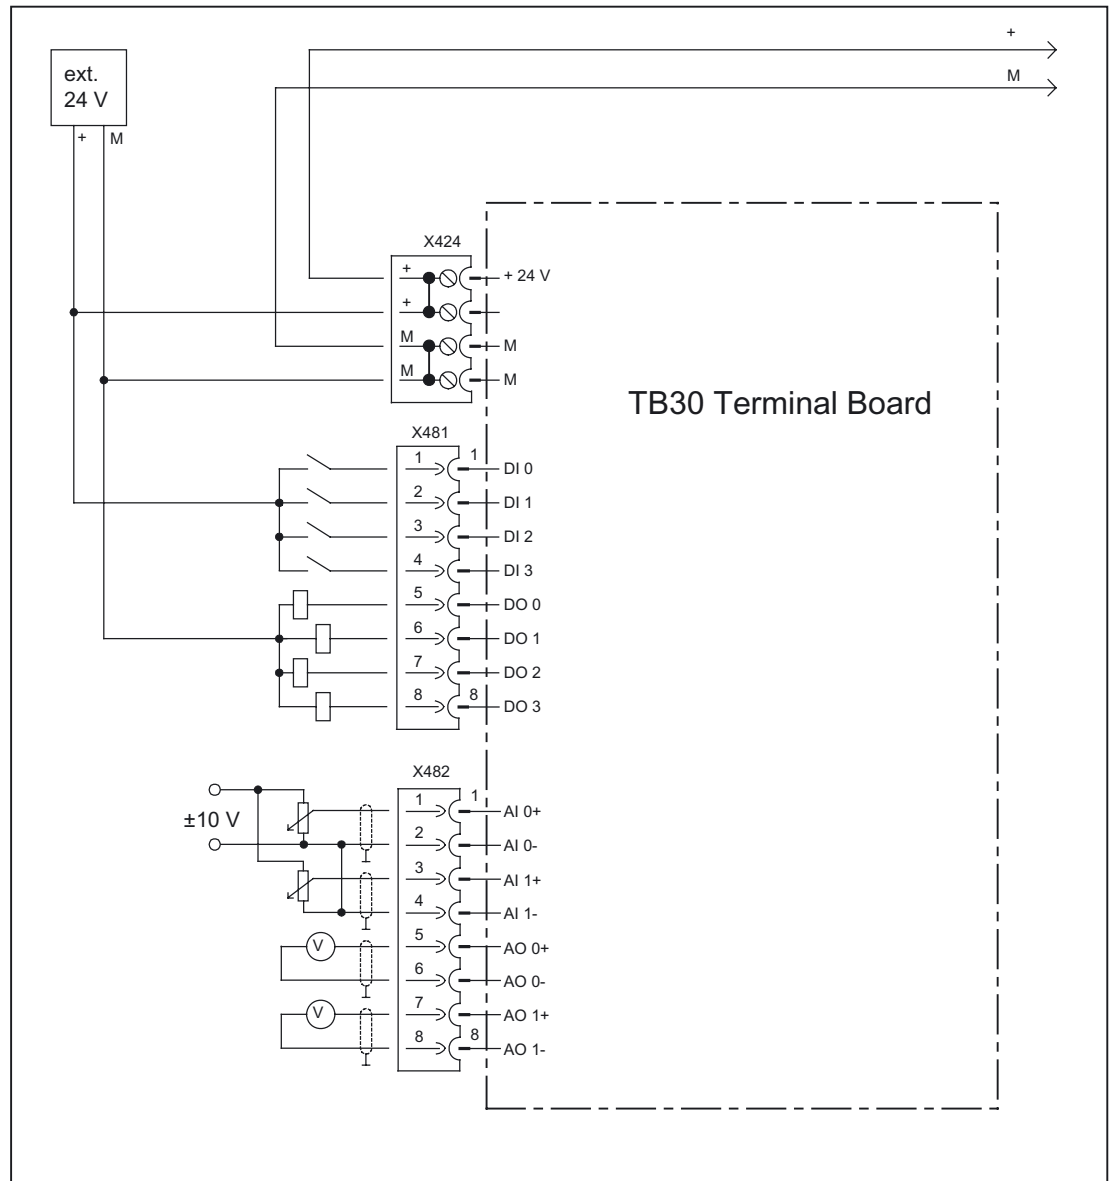 +
M
ext.
24 V
+ M
X424
+ + 24 V
+
M M
M M
TB30 Terminal Board
X481
1 1 DI 0
2 DI 1
3 DI 2
4 DI 3
5 DO 0
6 DO 1
7 DO 2
8 8 DO 3
X482
±10 V
1 1 AI 0+
2 AI 0-
3 AI 1+
4 AI 1-
V 5 AO 0+
6 AO 0-
V 7 AO 1+
8 8 AO 1-